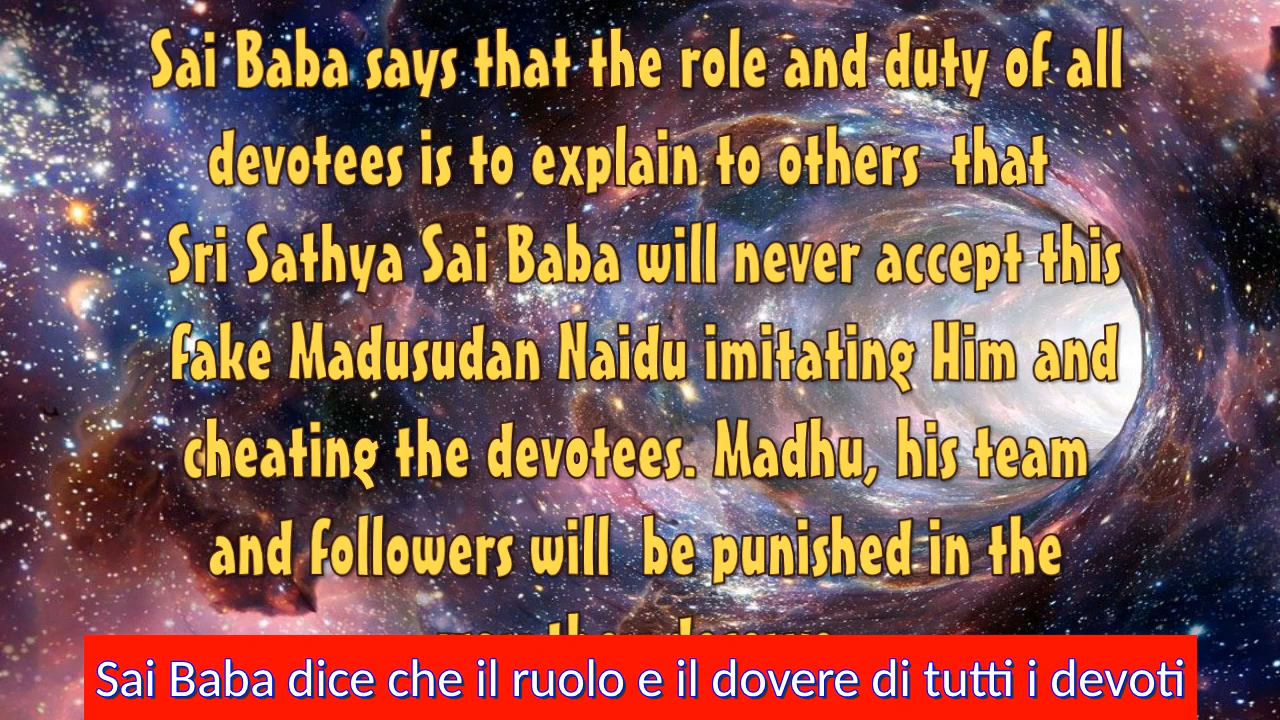 Sai Baba says that the role and duty of all
devotees is to explain to others that
Sri Sathya Sai Baba will never accept this
fake Madusudan Naidu imitating Him and
cheating the devotees. Madhu, his team
and followers will be punished in the
Sai Baba dice che il ruolo e il dovere di tutti i devoti